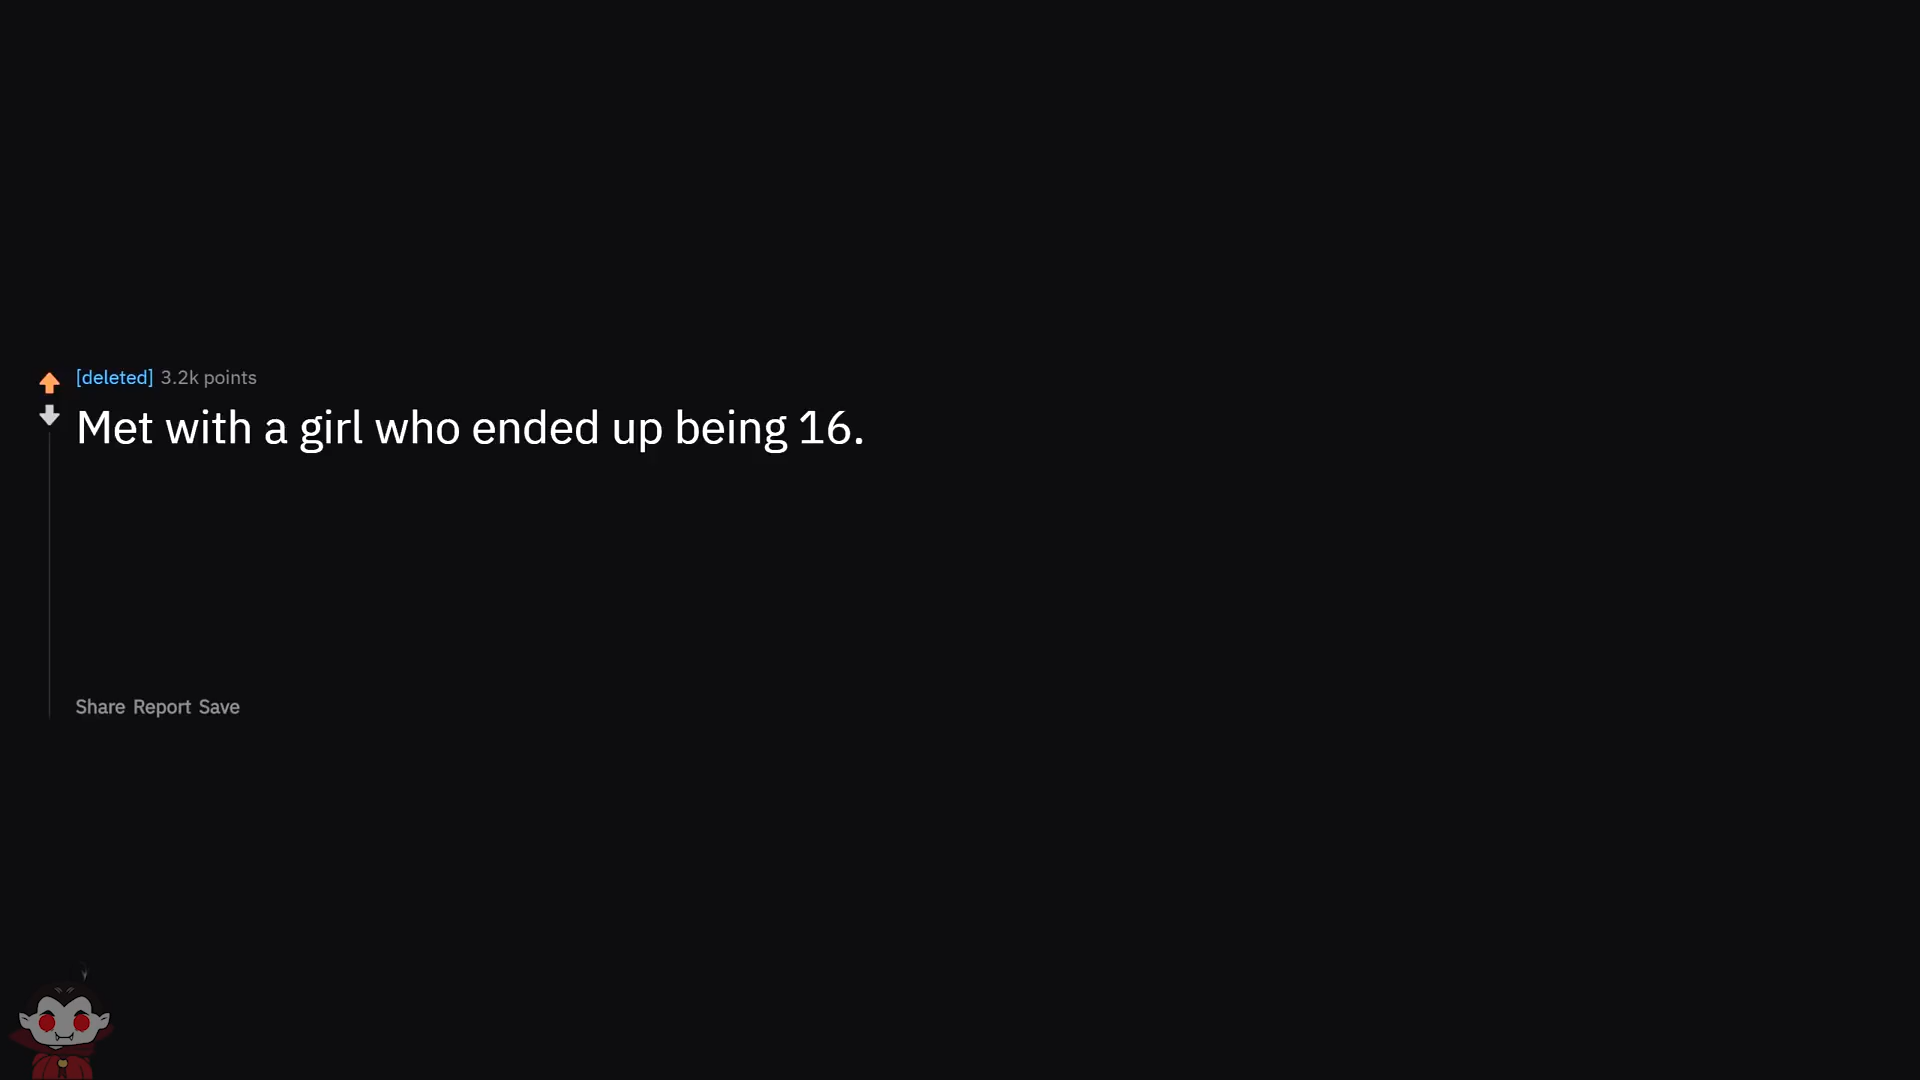 [deleted] 3.2k points
Met with a girl who ended up being 16.
Share Report Save